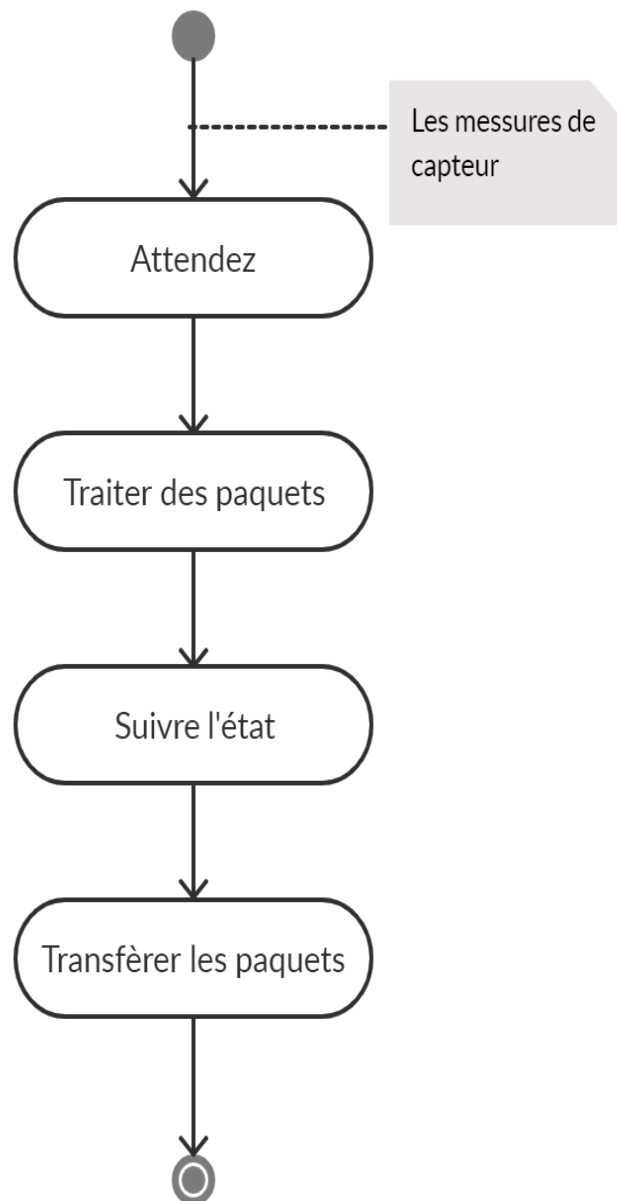 Les messures de
capteur
Attendez
Traiter des paquets
Suivre l'état
Transfèrer les paquets